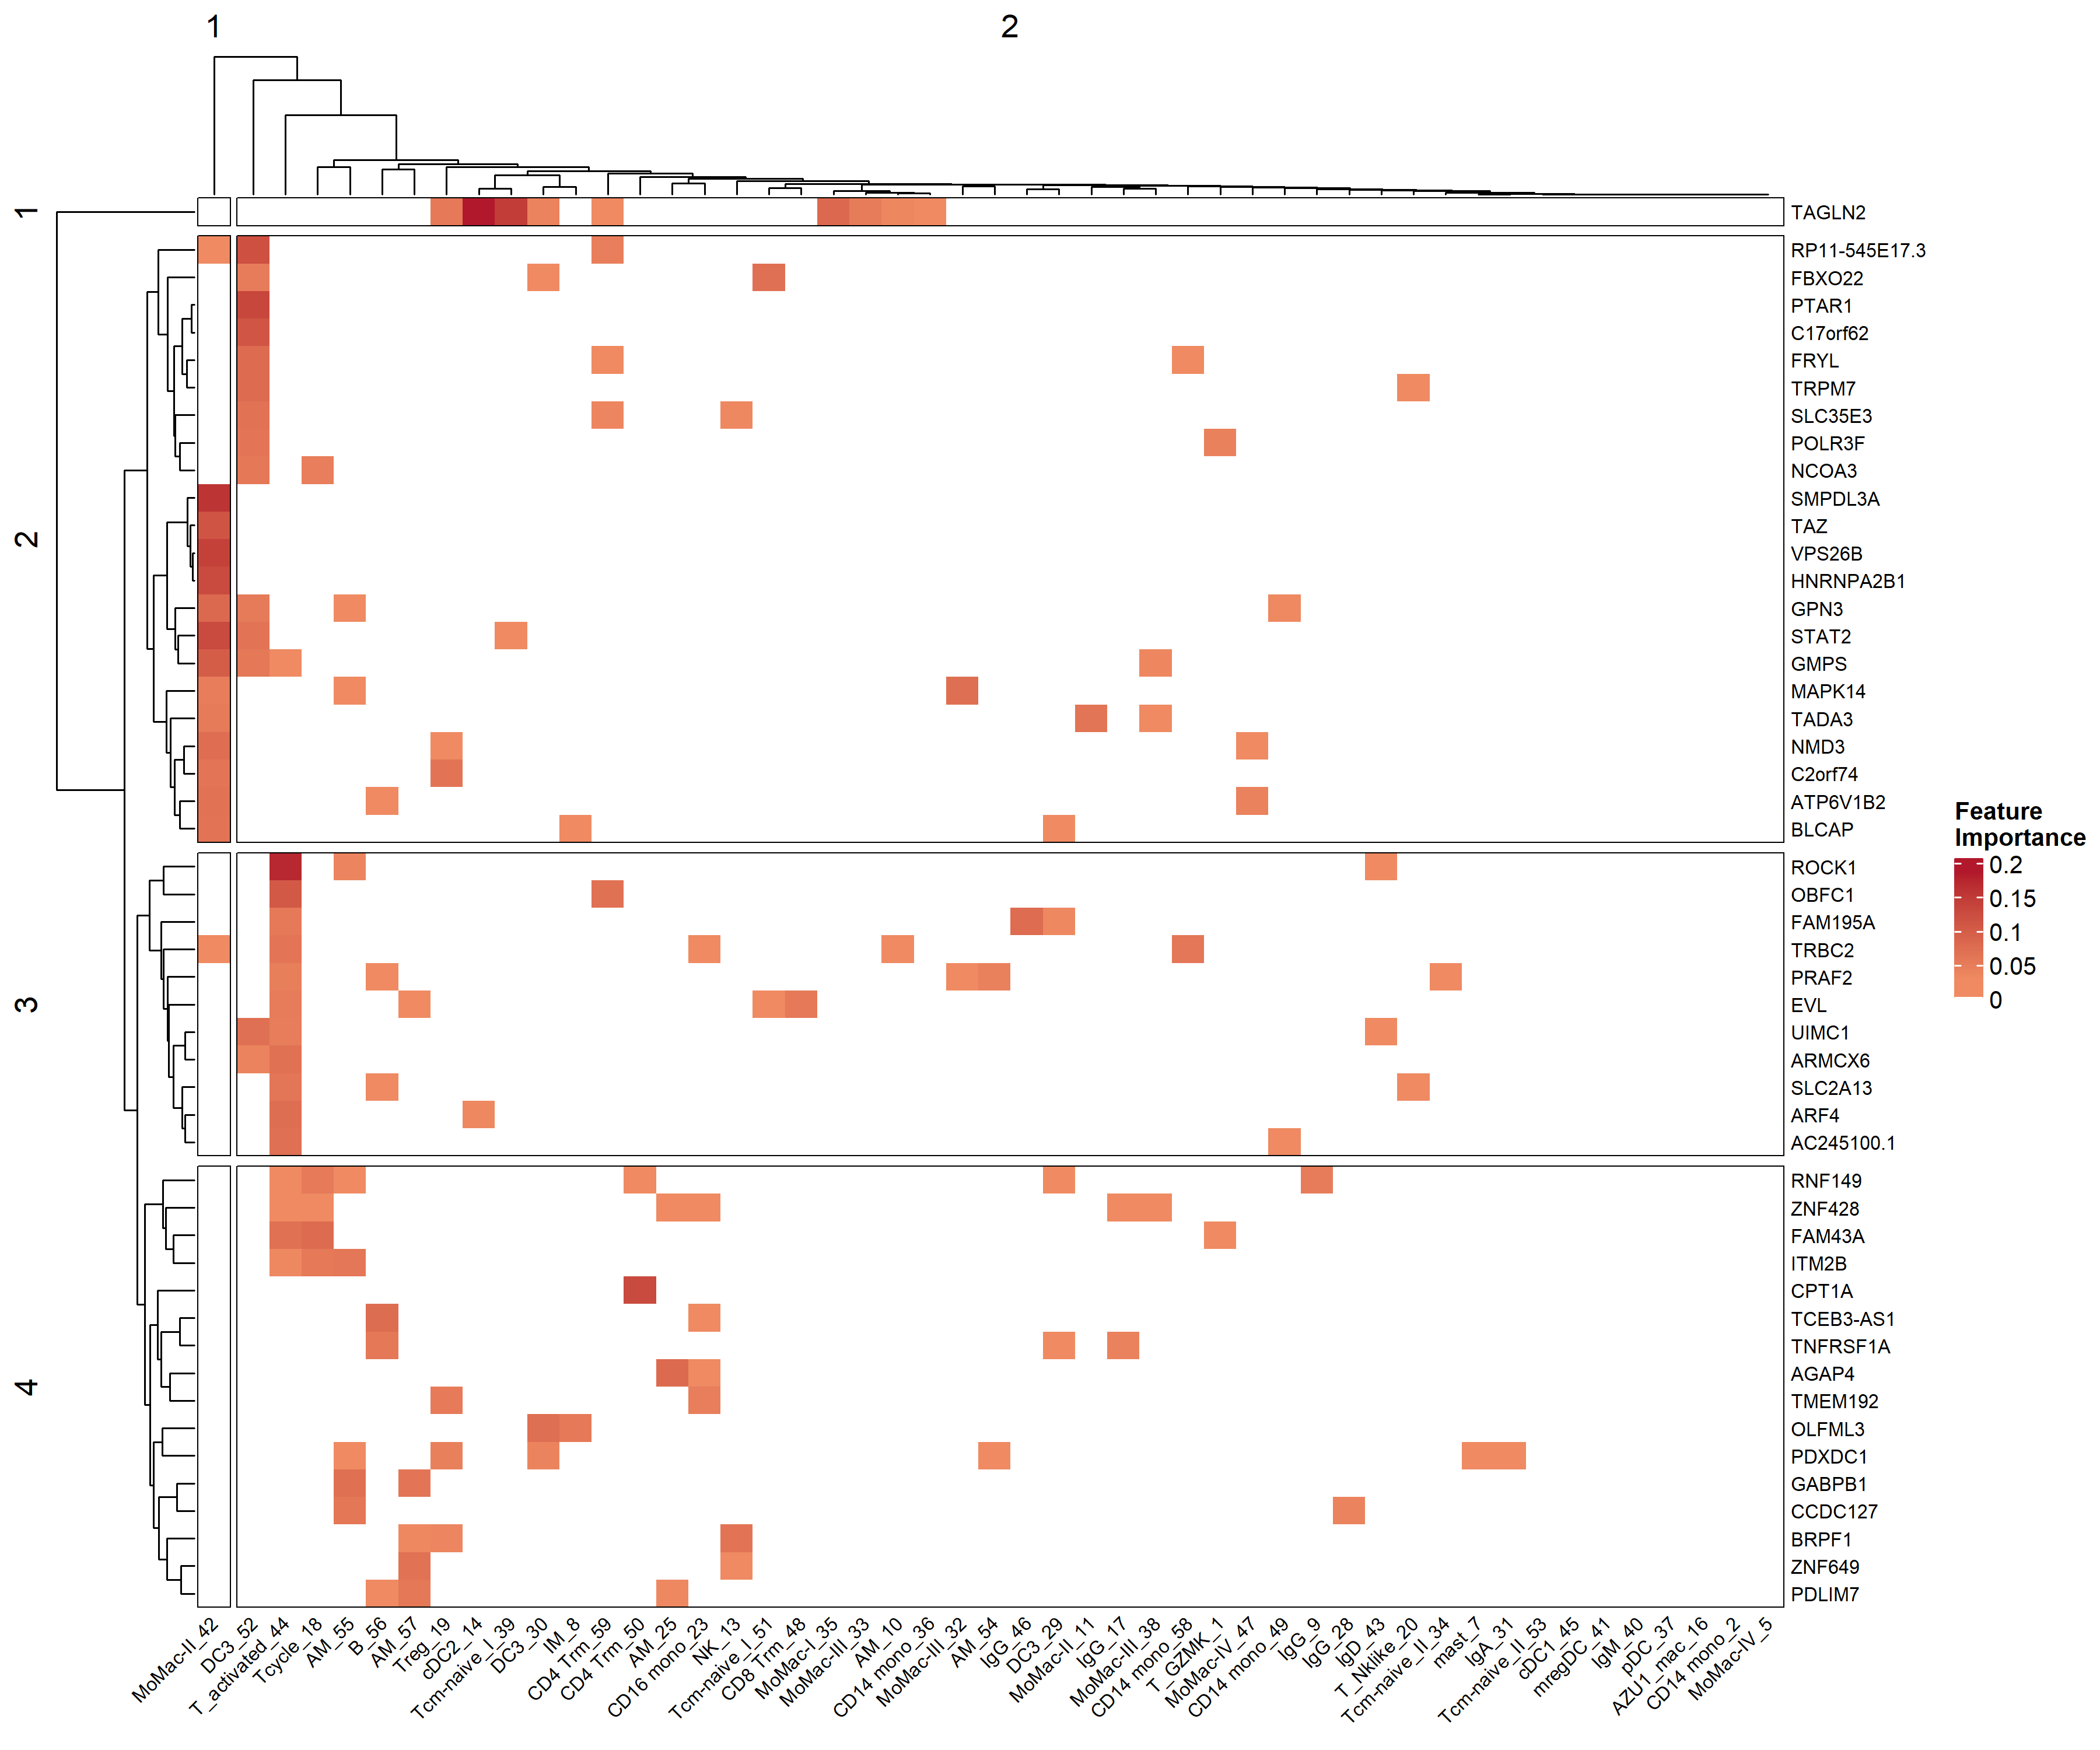 1
2
1
TAGLN2
2
RP11-545E17.3
FBXO22
PTAR1
C17orf62
FRYL
TRPM7
SLC35E3
POLR3F
NCOA3
SMPDL3A
TAZ
VPS26B
HNRNPA2B1
GPN3
STAT2
GMPS
MAPK14
TADA3
NMD3
C2orf74
ATP6V1B2
BLCAP
3
ROCK1
OBFC1
FAM195A
TRBC2
PRAF2
EVL
UIMC1
ARMCX6
SLC2A13
ARF4
AC245100.1
4
RNF149
ZNF428
FAM43A
ITM2B
CPT1A
TCEB3-AS1
TNFRSF1A
AGAP4
TMEM192
OLFML3
PDXDC1
GABPB1
CCDC127
BRPF1
ZNF649
PDLIM7
Feature
Importance
0.2
0.15
0.1
0.05
0
MoMac-II_42
DC3_52
T_activated_44
Tcycle_18
AM_55
B_56
AM_57
Treg_19
cDC2_14
Tcm-naive_I_39
DC3_30
IM_8
CD4 Trm_59
CD4 Trm_50
AM_25
CD16 mono_23
NK_13
Tcm-naive_I_51
CD8 Trm_48
MoMac-I_35
MoMac-III_33
AM_10
CD14 mono_36
MoMac-III_32
AM_54
IgG_46
DC3_29
MoMac-II_11
IgG_17
MoMac-III_38
CD14 mono_58
T_GZMK_1
MoMac-IV_47
CD14 mono_49
IgG_9
IgG_28
IgD_43
T_Nklike_20
Tcm-naive_II_34
mast_7
IgA_31
Tcm-naive_II_53
cDC1_45
mregDC_41
IgM_40
pDC_37
AZU1_mac_16
CD14 mono_2
MoMac-IV_5